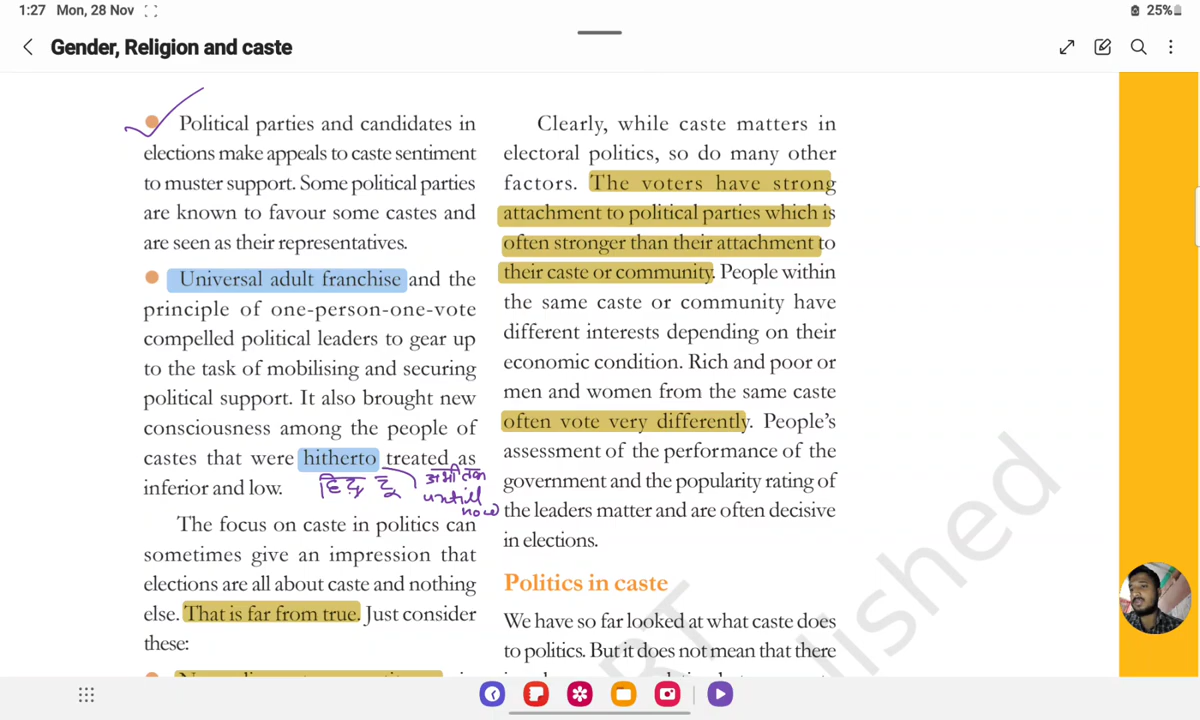 1:27 Mon, 28 Nov
25%
Gender, Religion and caste
Political parties and candidates in
elections make appeals to caste sentiment
to muster support. Some political parties
are known to favour some castes and
are seen as their representatives.
Universal adult franchise and the
principle of one-person-one-vote
compelled political leaders to gear up
to the task of mobilising and securing
political support. It also brought new
consciousness among the people of
castes that were hitherto treated as
inferior and low.
अभी तक
untill
now
The focus on caste in politics can
sometimes give an impression that
elections are all about caste and nothing
else. That is far from true. Just consider
these:
Clearly, while caste matters in
electoral politics, so do many other
factors. The voters have strong
attachment to political parties which is
often stronger than their attachment to
their caste or community. People within
the same caste or community have
different interests depending on their
economic condition. Rich and poor or
men and women from the same caste
often vote very differently. People's
assessment of the performance of the
government and the popularity rating of
the leaders matter and are often decisive
in elections.
Politics in caste
We have so far looked at what caste does
to politics. But it does not mean that there